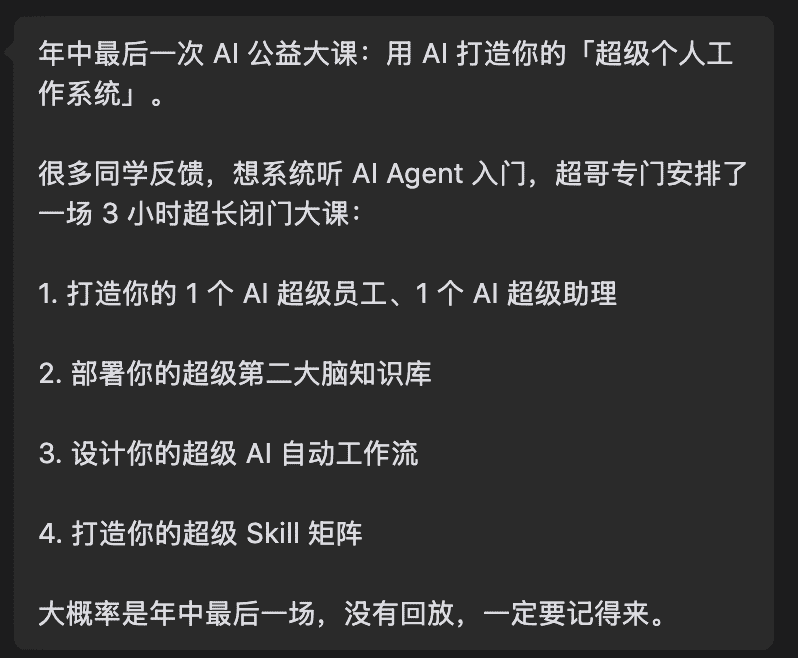 年中最后一次 AI 公益大课：用 AI 打造你的「超级个人工
作系统」。
很多同学反馈，想系统听 AI Agent 入门，超哥专门安排了
一场 3 小时超长闭门大课：
1. 打造你的 1 个 AI 超级员工、1 个 AI 超级助理
2. 部署你的超级第二大脑知识库
3. 设计你的超级 AI 自动工作流
4. 打造你的超级 Skill 矩阵
大概率是年中最后一场，没有回放，一定要记得来。